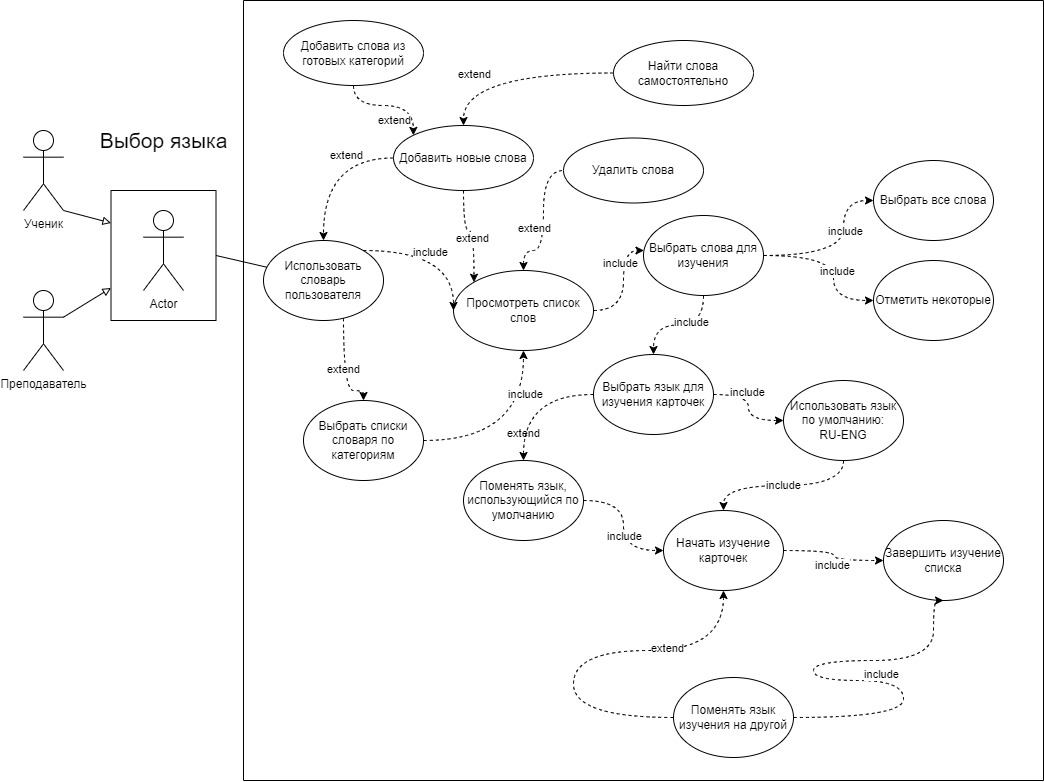 Добавить слова из
готовых категорий
Найти слова
самостоятельно
extend
extend
Выбор языка
Добавить новые слова
extend
Удалить слова
Выбрать все слова
Ученик
extend
extend
include
include
Выбрать слова для
изучения
include
include
Использовать
словарь
пользователя
Отметить некоторые
Actor
Просмотреть список
слов
include
extend
Преподаватель
include
Выбрать язык для
изучения карточек
include
Использовать язык
по умолчанию:
RU-ENG
Выбрать списки
словаря по
категориям
extend
Поменять язык,
использующийся по
умолчанию
include
include
Начать изучение
карточек
Завершить изучение
списка
include
extend
include
Поменять язык
изучения на другой